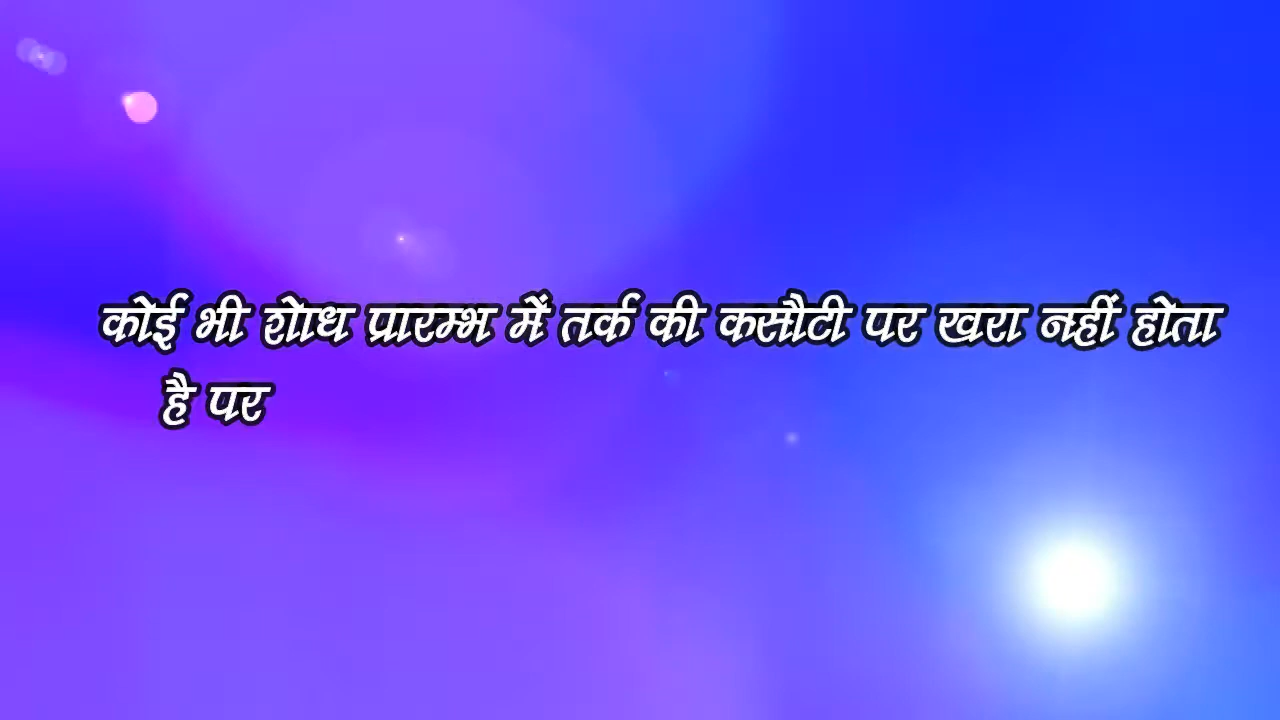 कोई भी शोध प्रारम्भ में तर्क की कसौटी पर खरा नहीं होता
है पर